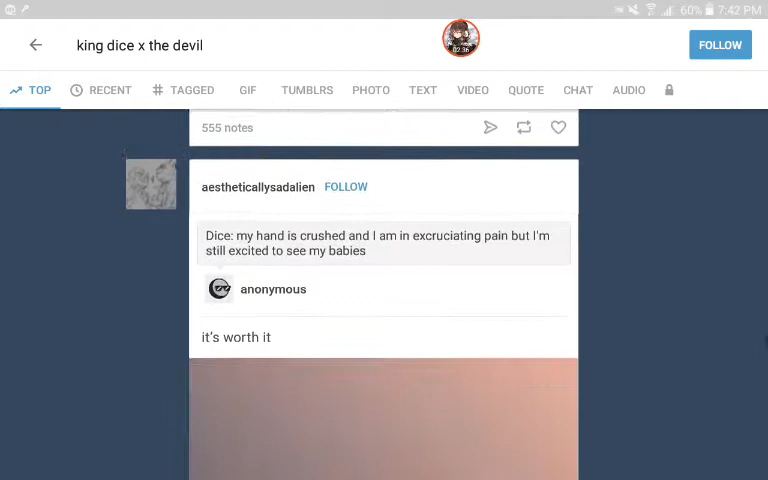 60% 7:42 PM
king dice x the devil
02:36
FOLLOW
TOP RECENT # TAGGED GIF TUMBLRS PHOTO TEXT VIDEO QUOTE CHAT AUDIO
555 notes
aestheticallysadalien FOLLOW
Dice: my hand is crushed and I am in excruciating pain but I'm
still excited to see my babies
anonymous
it's worth it